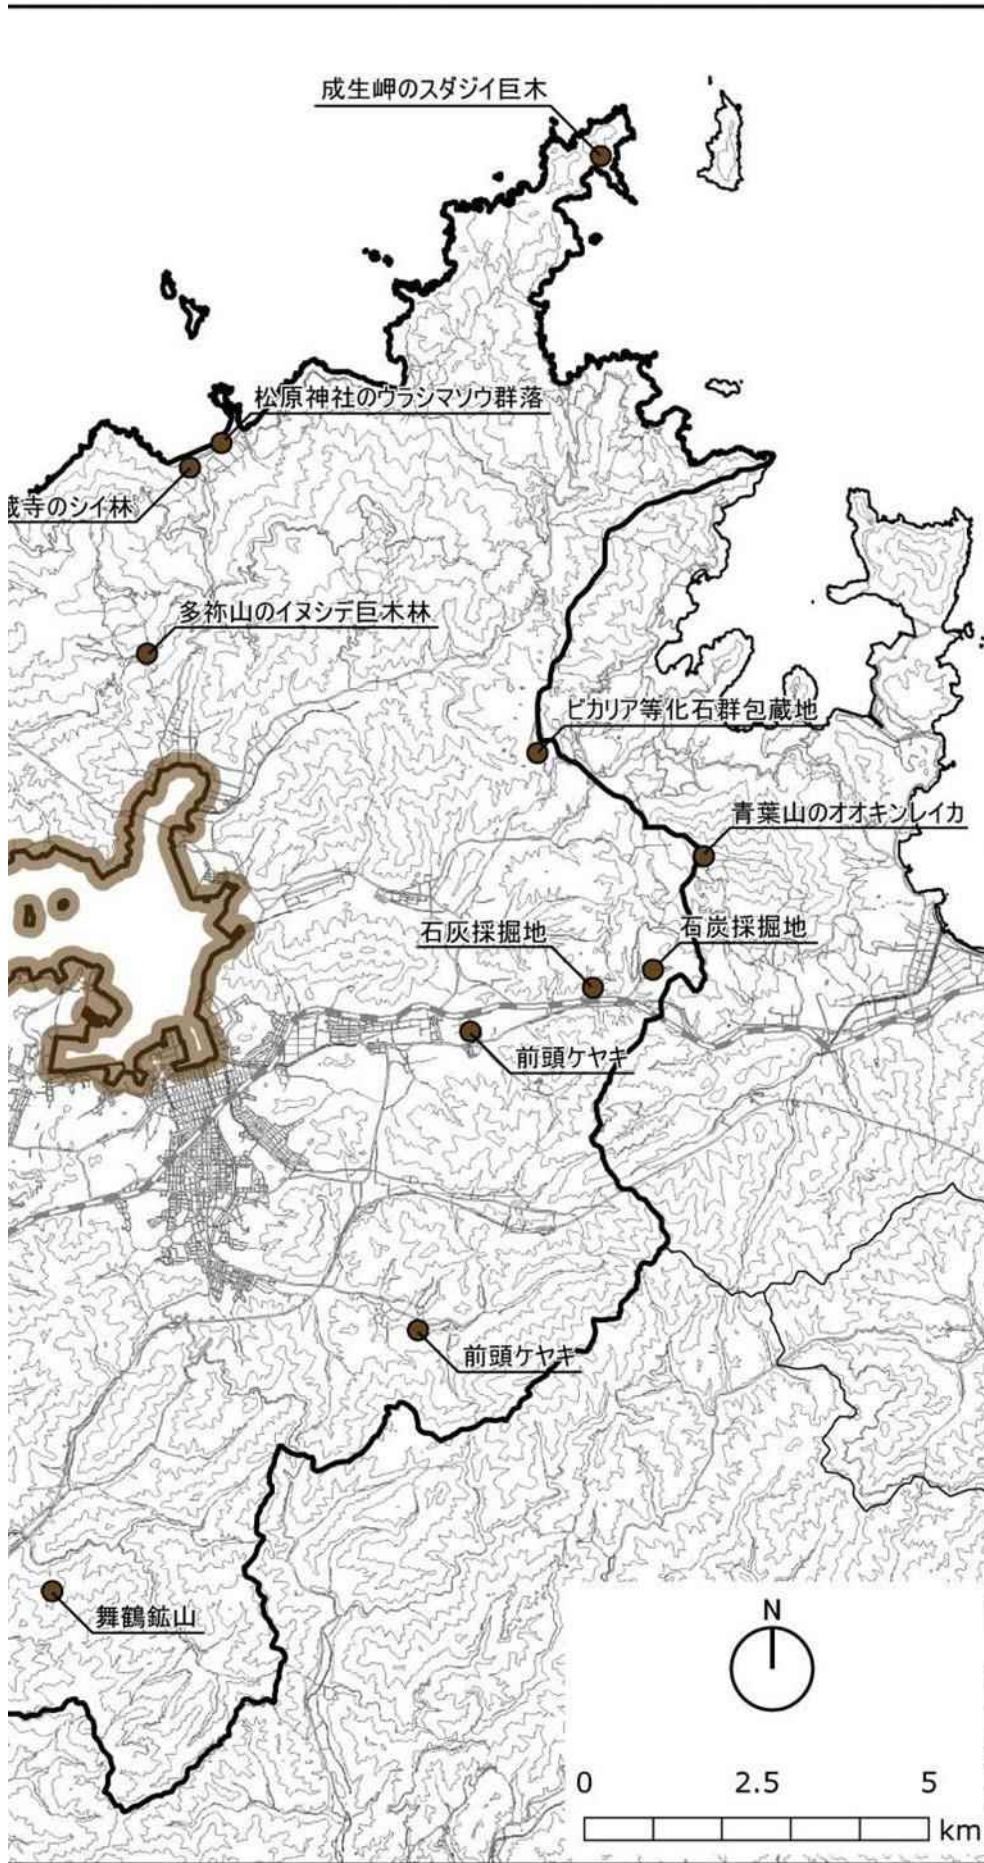 成生岬のスダジイ巨木
松原神社のウラシマソウ群落
蔵寺のシイ林
多祢山のイヌシデ巨木林
ビカリア等化石群包蔵地
青葉山のオオキンレイカ
石灰採掘地
石炭採掘地
前頭ケヤキ
前頭ケヤキ
舞鶴鉱山
N
0 2.5 5
km